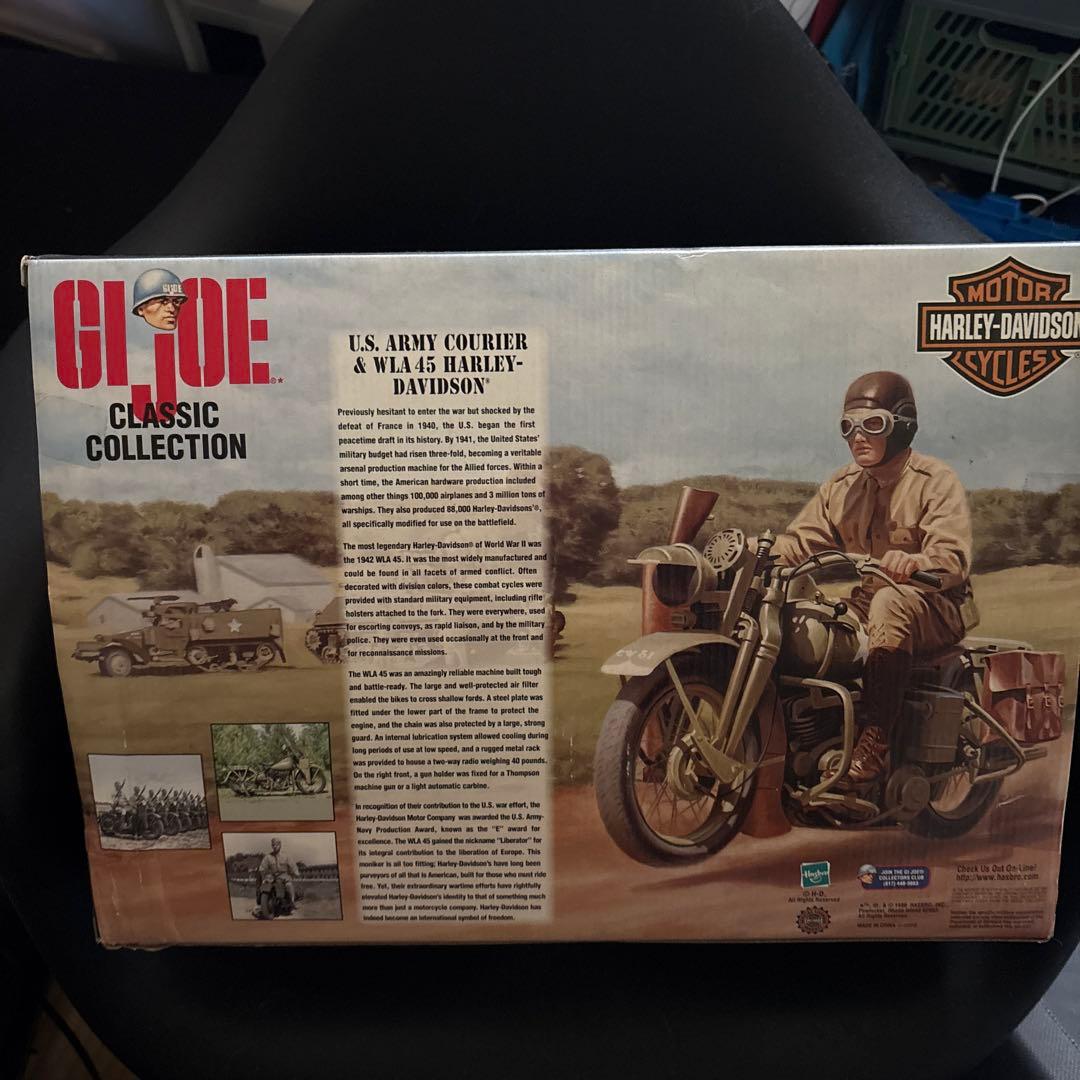 GI JOE
CLASSIC
COLLECTION
U.S. ARMY COURIER
& WLA 45 HARLEY-
DAVIDSON®
Previously hesitant to enter the war but shocked by the
defeat of France in 1940, the U.S. began the first
peacetime draft in its history. By 1941, the United States'
military budget had risen three-fold, becoming a veritable
arsenal production machine for the Allied forces. Within a
short time, the American hardware production included
among other things 100,000 airplanes and 3 million tons of
warships. They also produced 88,000 Harley-Davidsons®,
all specifically modified for use on the battlefield.
The most legendary Harley-Davidson® of World War II was
the 1942 WLA 45. It was the most widely manufactured and
could be found in all facets of armed conflict. Often
decorated with division colors, these combat cycles were
provided with standard military equipment, including rifle
holsters attached to the fork. They were everywhere, used
for escorting convoys, as rapid liaison, and by the military
police. They were even used occasionally at the front and
for reconnaissance missions.
The WLA 45 was an amazingly reliable machine built tough
and battle-ready. The large and well-protected air filter
enabled the bikes to cross shallow fords. A steel plate was
fitted under the lower part of the frame to protect the
engine, and the chain was also protected by a large, strong
guard. An internal lubrication system allowed cooling during
long periods of use at low speed, and a rugged metal rack
was provided to house a two-way radio weighing 40 pounds.
On the right front, a gun holder was fixed for a Thompson
machine gun or a light automatic carbine.
In recognition of their contribution to the U.S. war effort, the
Harley-Davidson Motor Company was awarded the U.S. Army-
Navy Production Award, known as the "E" award for
excellence. The WLA 45 gained the nickname "Liberator" for
its integral contribution to the liberation of Europe. This
moniker is all too fitting; Harley-Davidson's have long been
purveyors of all that is American, built for those who must ride
free. Yet, their extraordinary wartime efforts have rightfully
elevated Harley-Davidson's identity to that of something much
more than just a motorcycle company. Harley-Davidson has
indeed become an international symbol of freedom.
MOTOR
HARLEY-DAVIDSON
CYCLES
Hasbro
© H-D.
All Rights Reserved
JOIN THE GI JOE®
COLLECTORS CLUB
Check Us Out On-Line!
http://www.hasbro.com
HASBRO, INC.
All Rights Reserved
MADE IN CHINA